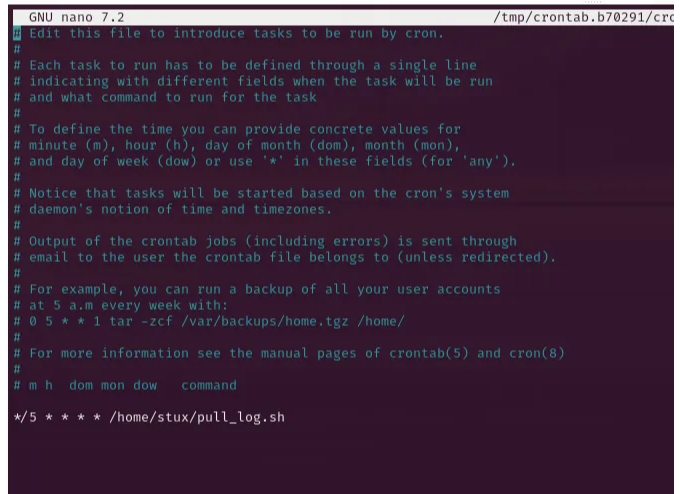 GNU nano 7.2 /tmp/crontab.b70291/cro
# Edit this file to introduce tasks to be run by cron.
#
# Each task to run has to be defined through a single line
# indicating with different fields when the task will be run
# and what command to run for the task
#
# To define the time you can provide concrete values for
# minute (m), hour (h), day of month (dom), month (mon),
# and day of week (dow) or use '*' in these fields (for 'any').
#
# Notice that tasks will be started based on the cron's system
# daemon's notion of time and timezones.
#
# Output of the crontab jobs (including errors) is sent through
# email to the user the crontab file belongs to (unless redirected).
#
# For example, you can run a backup of all your user accounts
# at 5 a.m every week with:
# 0 5 * * 1 tar -zcf /var/backups/home.tgz /home/
#
# For more information see the manual pages of crontab(5) and cron(8)
#
# m h  dom mon dow   command
*/5 * * * * /home/stux/pull_log.sh